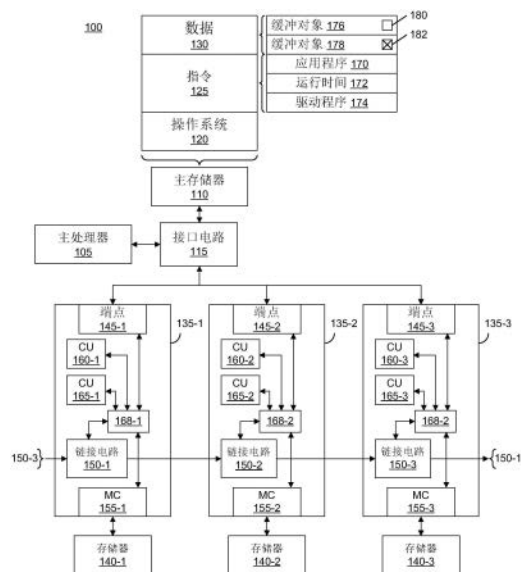 100
数据
130
指令
125
操作系统
120
缓冲对象 176
缓冲对象 178
应用程序 170
运行时间 172
驱动程序 174
180
182
主存储器
110
主处理器
105
接口电路
115
端点
145-1
135-1
CU
160-1
CU
165-1
168-1
150-3
链接电路
150-1
MC
155-1
存储器
140-1
端点
145-2
135-2
CU
160-2
CU
165-2
168-2
链接电路
150-2
MC
155-2
存储器
140-2
端点
145-3
135-3
CU
160-3
CU
165-3
168-2
链接电路
150-3
150-1
MC
155-3
存储器
140-3